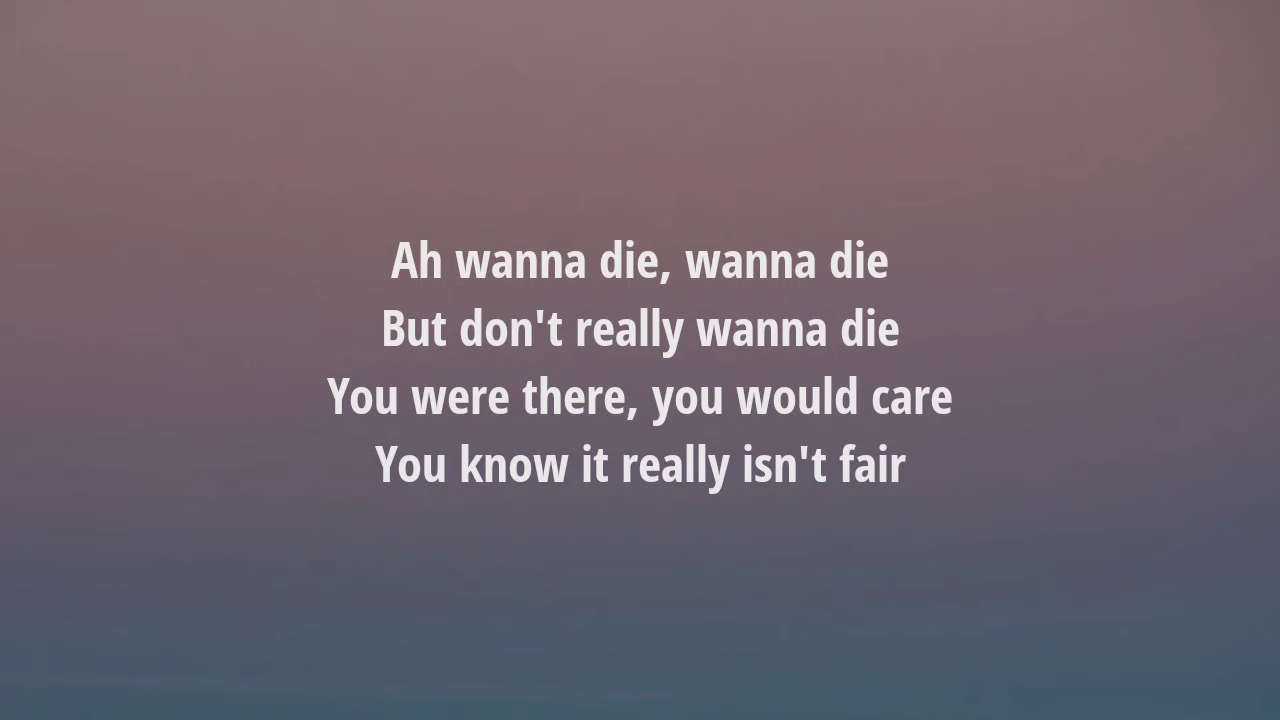 Ah wanna die, wanna die
But don't really wanna die
You were there, you would care
You know it really isn't fair